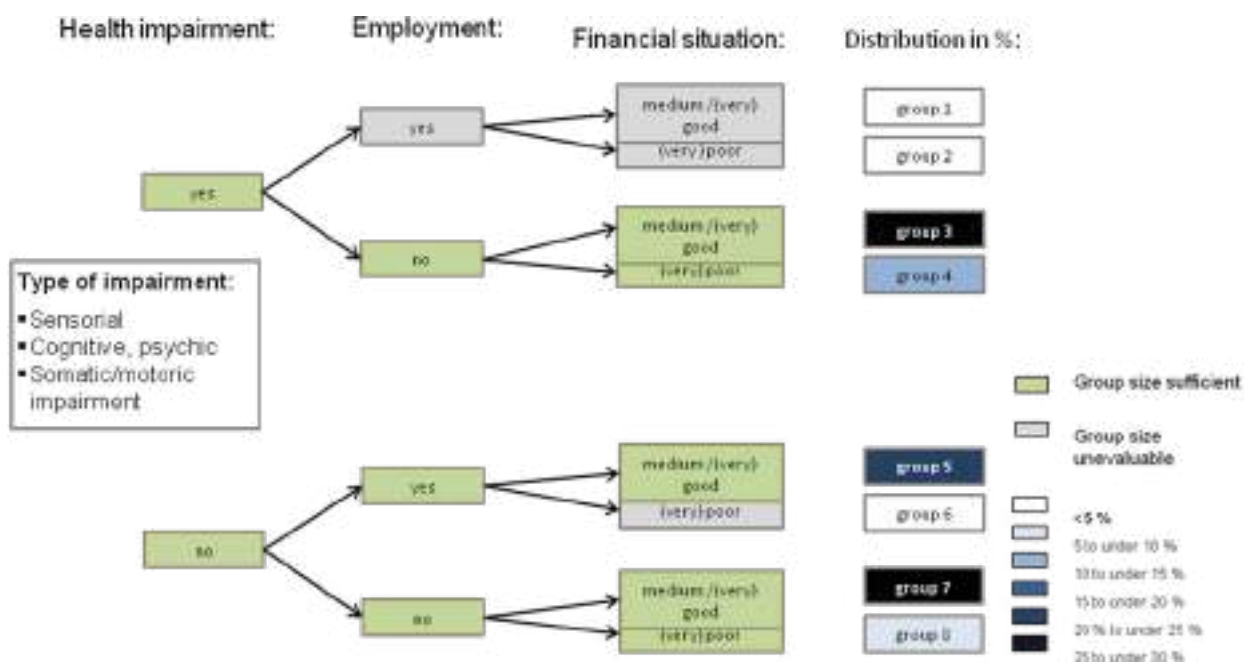 Health impairment:
Employment:
Financial situation:
Distribution in %:
medium /(very)
good
(very)poor
yes
group 1
group 2
yes
no
medium /(very)
good
(very)poor
group 3
group 4
Type of impairment:
▪Sensorial
▪Cognitive, psychic
▪Somatic/motoric
impairment
Group size sufficient
Group size
unevaluable
yes
medium /(very)
good
(very)poor
group 5
group 6
no
no
medium /(very)
good
(very)poor
group 7
group 8
<5 %
5 to under 10 %
10 to under 15 %
15 to under 20 %
20 % to under 25 %
25 to under 30 %